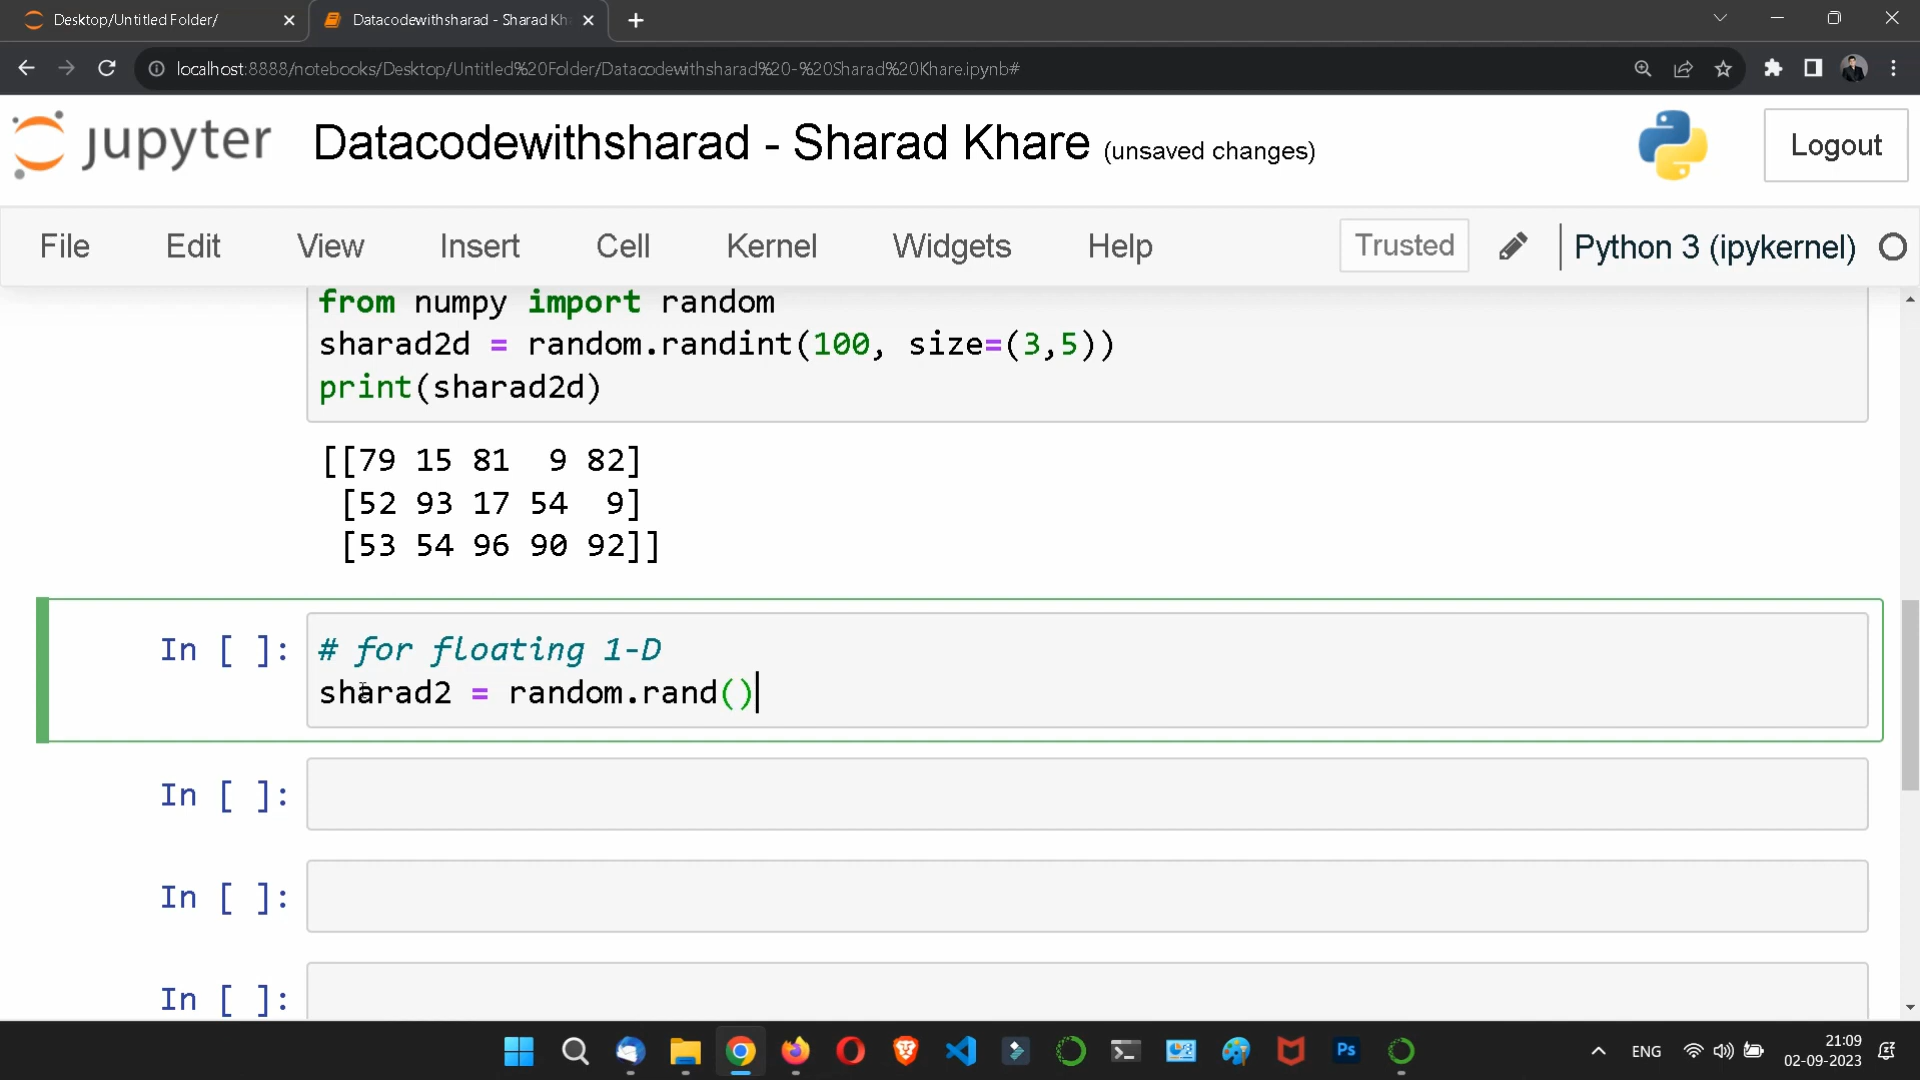 Desktop/Untitled Folder/
Datacodewithsharad - Sharad Kh
localhost:8888/notebooks/Desktop/Untitled%20Folder/Datacodewithsharad%20-%20Sharad%20Khare.ipynb#
jupyter
Datacodewithsharad - Sharad Khare (unsaved changes)
Logout
File Edit View Insert Cell Kernel Widgets Help
Trusted
Python 3 (ipykernel)
from numpy import random
sharad2d = random.randint(100, size=(3,5))
print(sharad2d)
[[79 15 81  9 82]
 [52 93 17 54  9]
 [53 54 96 90 92]]
In [ ]:
# for floating 1-D
sharad2 = random.rand()
In [ ]:
In [ ]:
In [ ]:
Ps
ENG
21:09
02-09-2023